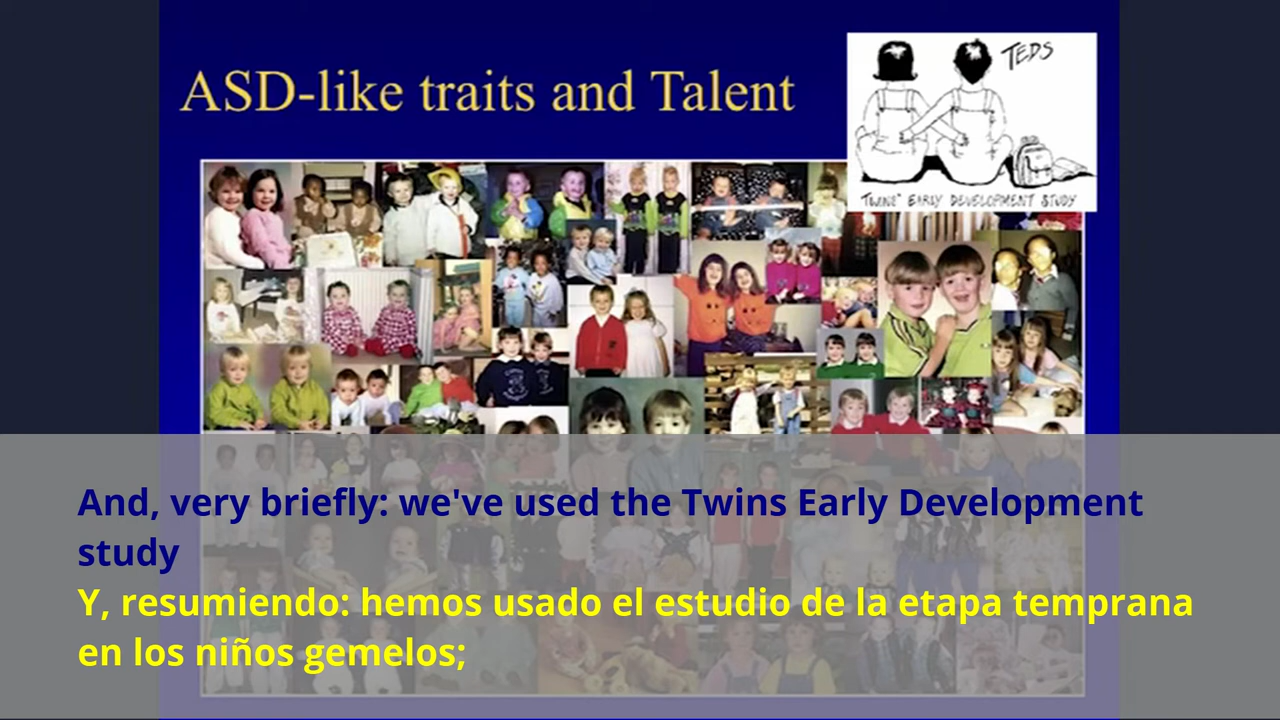 ASD-like traits and Talent
TEDS
TWINS' EARLY DEVELOPMENT STUDY
And, very briefly: we've used the Twins Early Development
study
Y, resumiendo: hemos usado el estudio de la etapa temprana
en los niños gemelos;